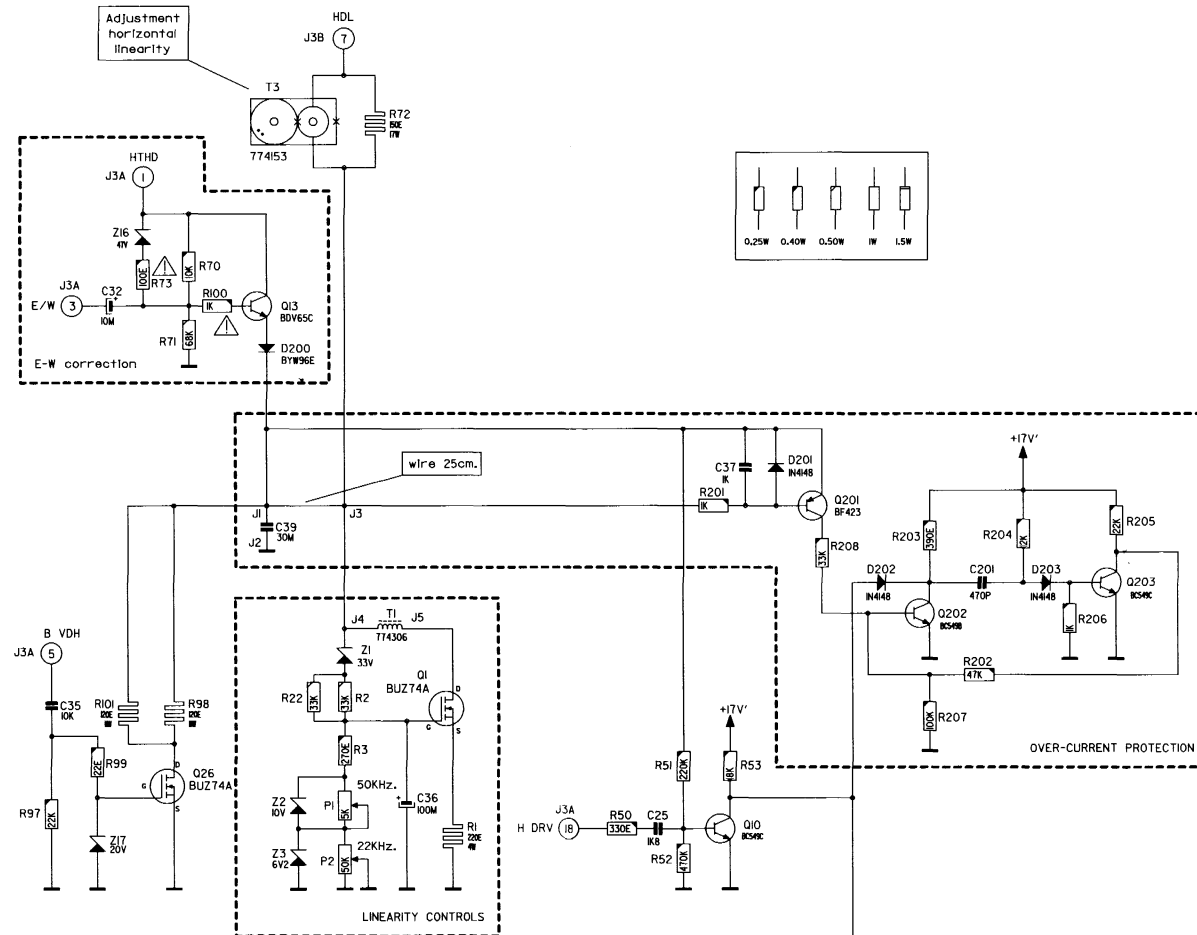 Adjustment
horizontal
linearity
HDL
J3B
7
T3
774153
R72
150E
17W
HTHD
J3A
1
Z16
47V
100E
R73
10K
R70
J3A
E/W
3
C32
+
10M
R100
1K
Q13
BDV65C
R71
68K
D200
BYW96E
E-W correction
0.25W
0.40W
0.50W
1W
1.5W
wire 25cm.
J1
J2
J3
C39
30M
C37
1K
D201
1N4148
R201
1K
Q201
BF423
33K
R208
+17V'
R203
390E
R204
R205
22K
D202
1N4148
C201
470P
D203
1N4148
Q203
BC549C
Q202
BC549B
1K
R206
R202
47K
100K
R207
OVER-CURRENT PROTECTION
B VDH
J3A
5
C35
10K
R101
120E
R98
120E
R99
22E
R97
22K
Z17
20V
Q26
BUZ74A
D
G
S
J4
T1
774306
J5
Z1
33V
R22
33K
33K
R2
Q1
BUZ74A
D
G
S
270E
R3
50KHz.
Z2
10V
P1
5K
22KHz.
Z3
6V2
P2
50K
+
C36
100M
R1
220E
4W
LINEARITY CONTROLS
J3A
H DRV
18
R50
330E
C25
1K8
R51
220K
R52
470K
+17V'
R53
Q10
BC549C